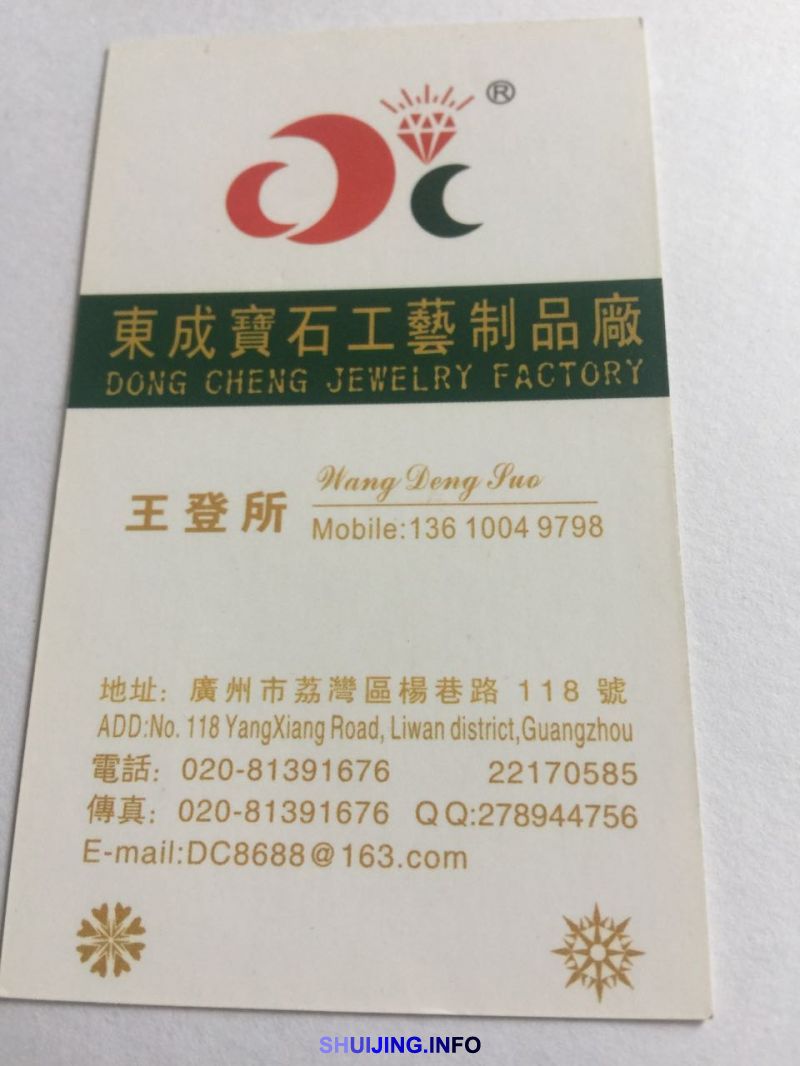 ®
東成寶石工藝制品廠
DONG CHENG JEWELRY FACTORY
王登所
Wang Deng Suo
Mobile:136 1004 9798
地址: 廣州市荔灣區楊巷路 118 號
ADD:No. 118 YangXiang Road, Liwan district,Guangzhou
電話: 020-81391676 22170585
傳真: 020-81391676 QQ:278944756
E-mail:DC8688@163.com
SHUIJING.INFO